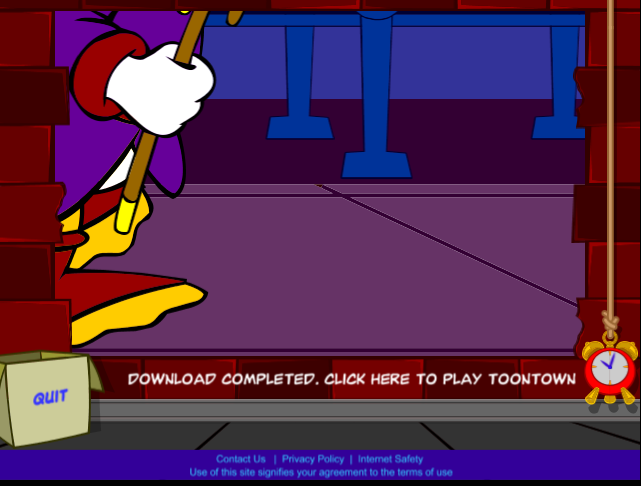 DOWNLOAD COMPLETED. CLICK HERE TO PLAY TOONTOWN
QUIT
Contact Us | Privacy Policy | Internet Safety
Use of this site signifies your agreement to the terms of use